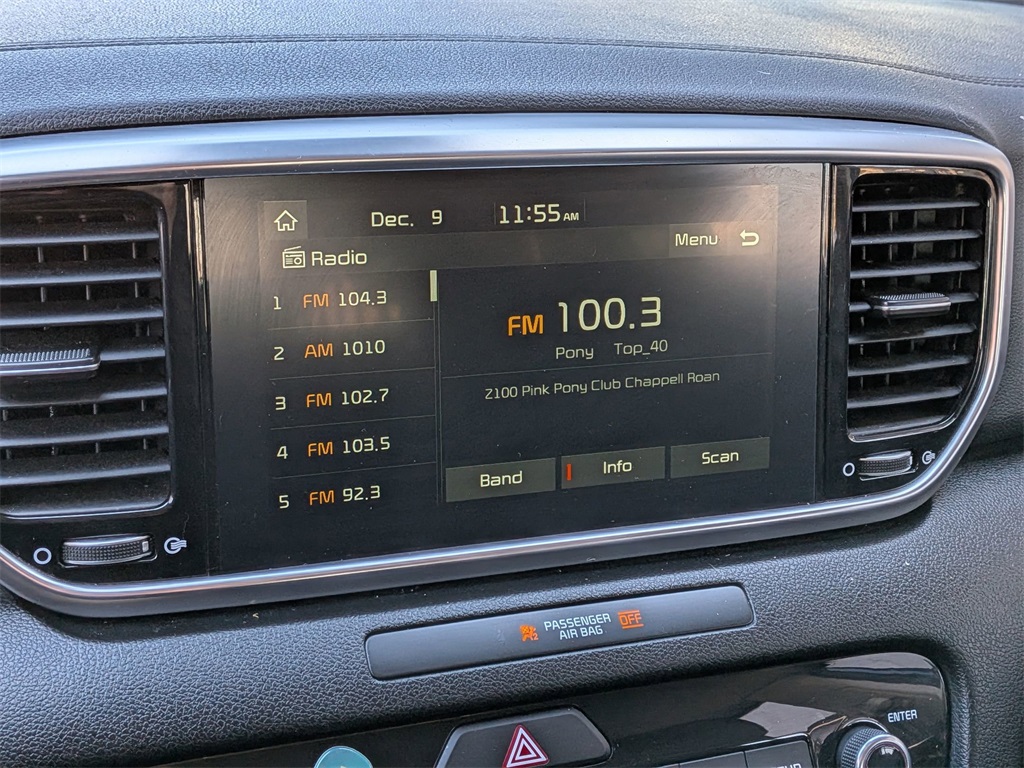 Dec. 9 11:55 AM
Radio
Menu
1 FM 104.3
2 AM 1010
3 FM 102.7
4 FM 103.5
5 FM 92.3
FM 100.3
Pony Top_40
Z100 Pink Pony Club Chappell Roan
Band Info Scan
PASSENGER
AIR BAG OFF
ENTER